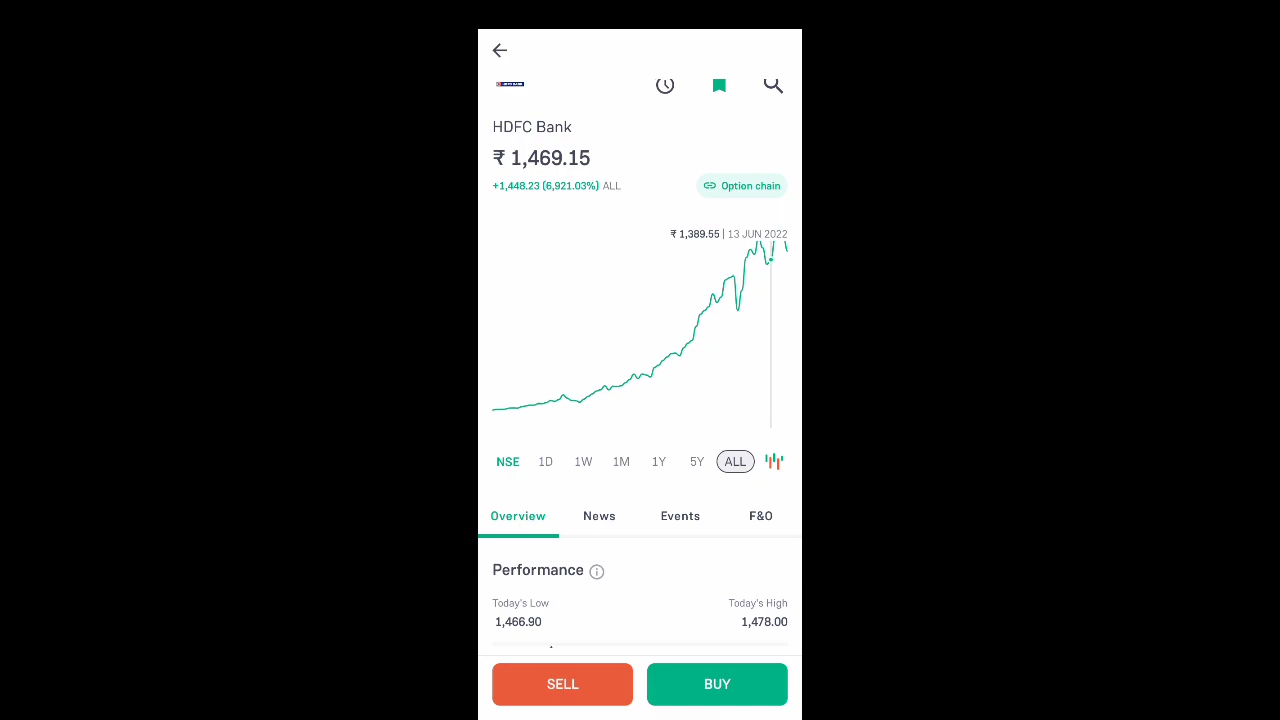 HDFC Bank
₹ 1,469.15
+1,448.23 (6,921.03%) ALL
Option chain
₹ 1,389.55 | 13 JUN 2022
NSE 1D 1W 1M 1Y 5Y ALL
Overview News Events F&O
Performance
Today's Low Today's High
1,466.90 1,478.00
SELL BUY